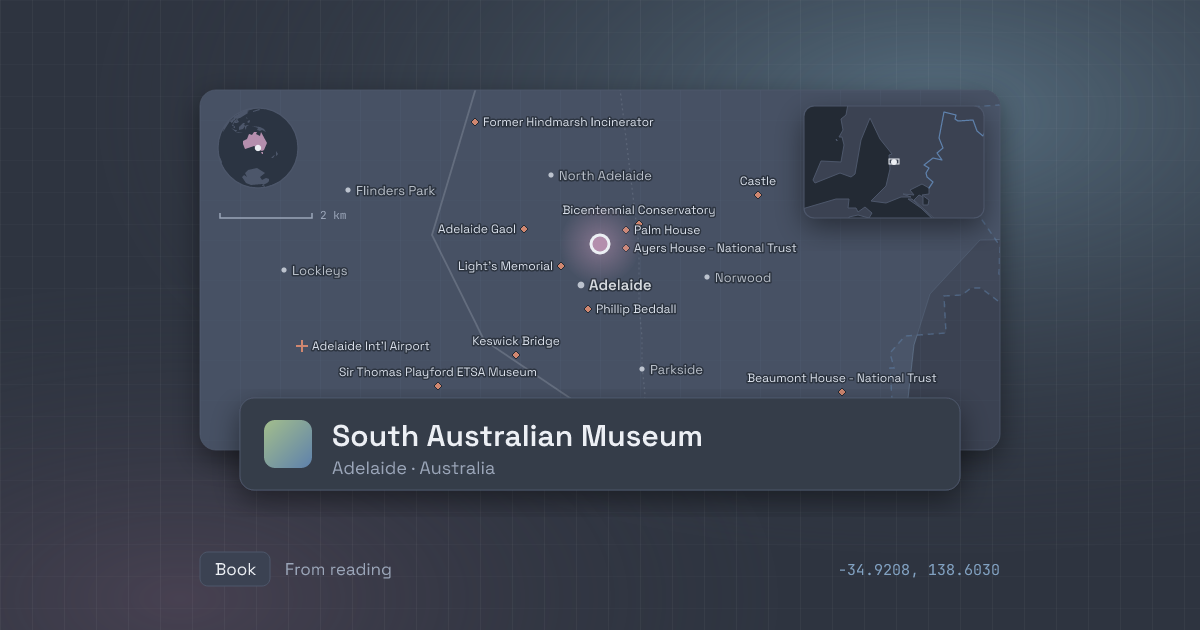 Former Hindmarsh Incinerator
North Adelaide
Castle
Flinders Park
2 km
Bicentennial Conservatory
Adelaide Gaol
Palm House
Ayers House - National Trust
Light's Memorial
Lockleys
Norwood
Adelaide
Phillip Beddall
Keswick Bridge
Adelaide Int'l Airport
Sir Thomas Playford ETSA Museum
Parkside
Beaumont House - National Trust
South Australian Museum
Adelaide · Australia
Book From reading
-34.9208, 138.6030